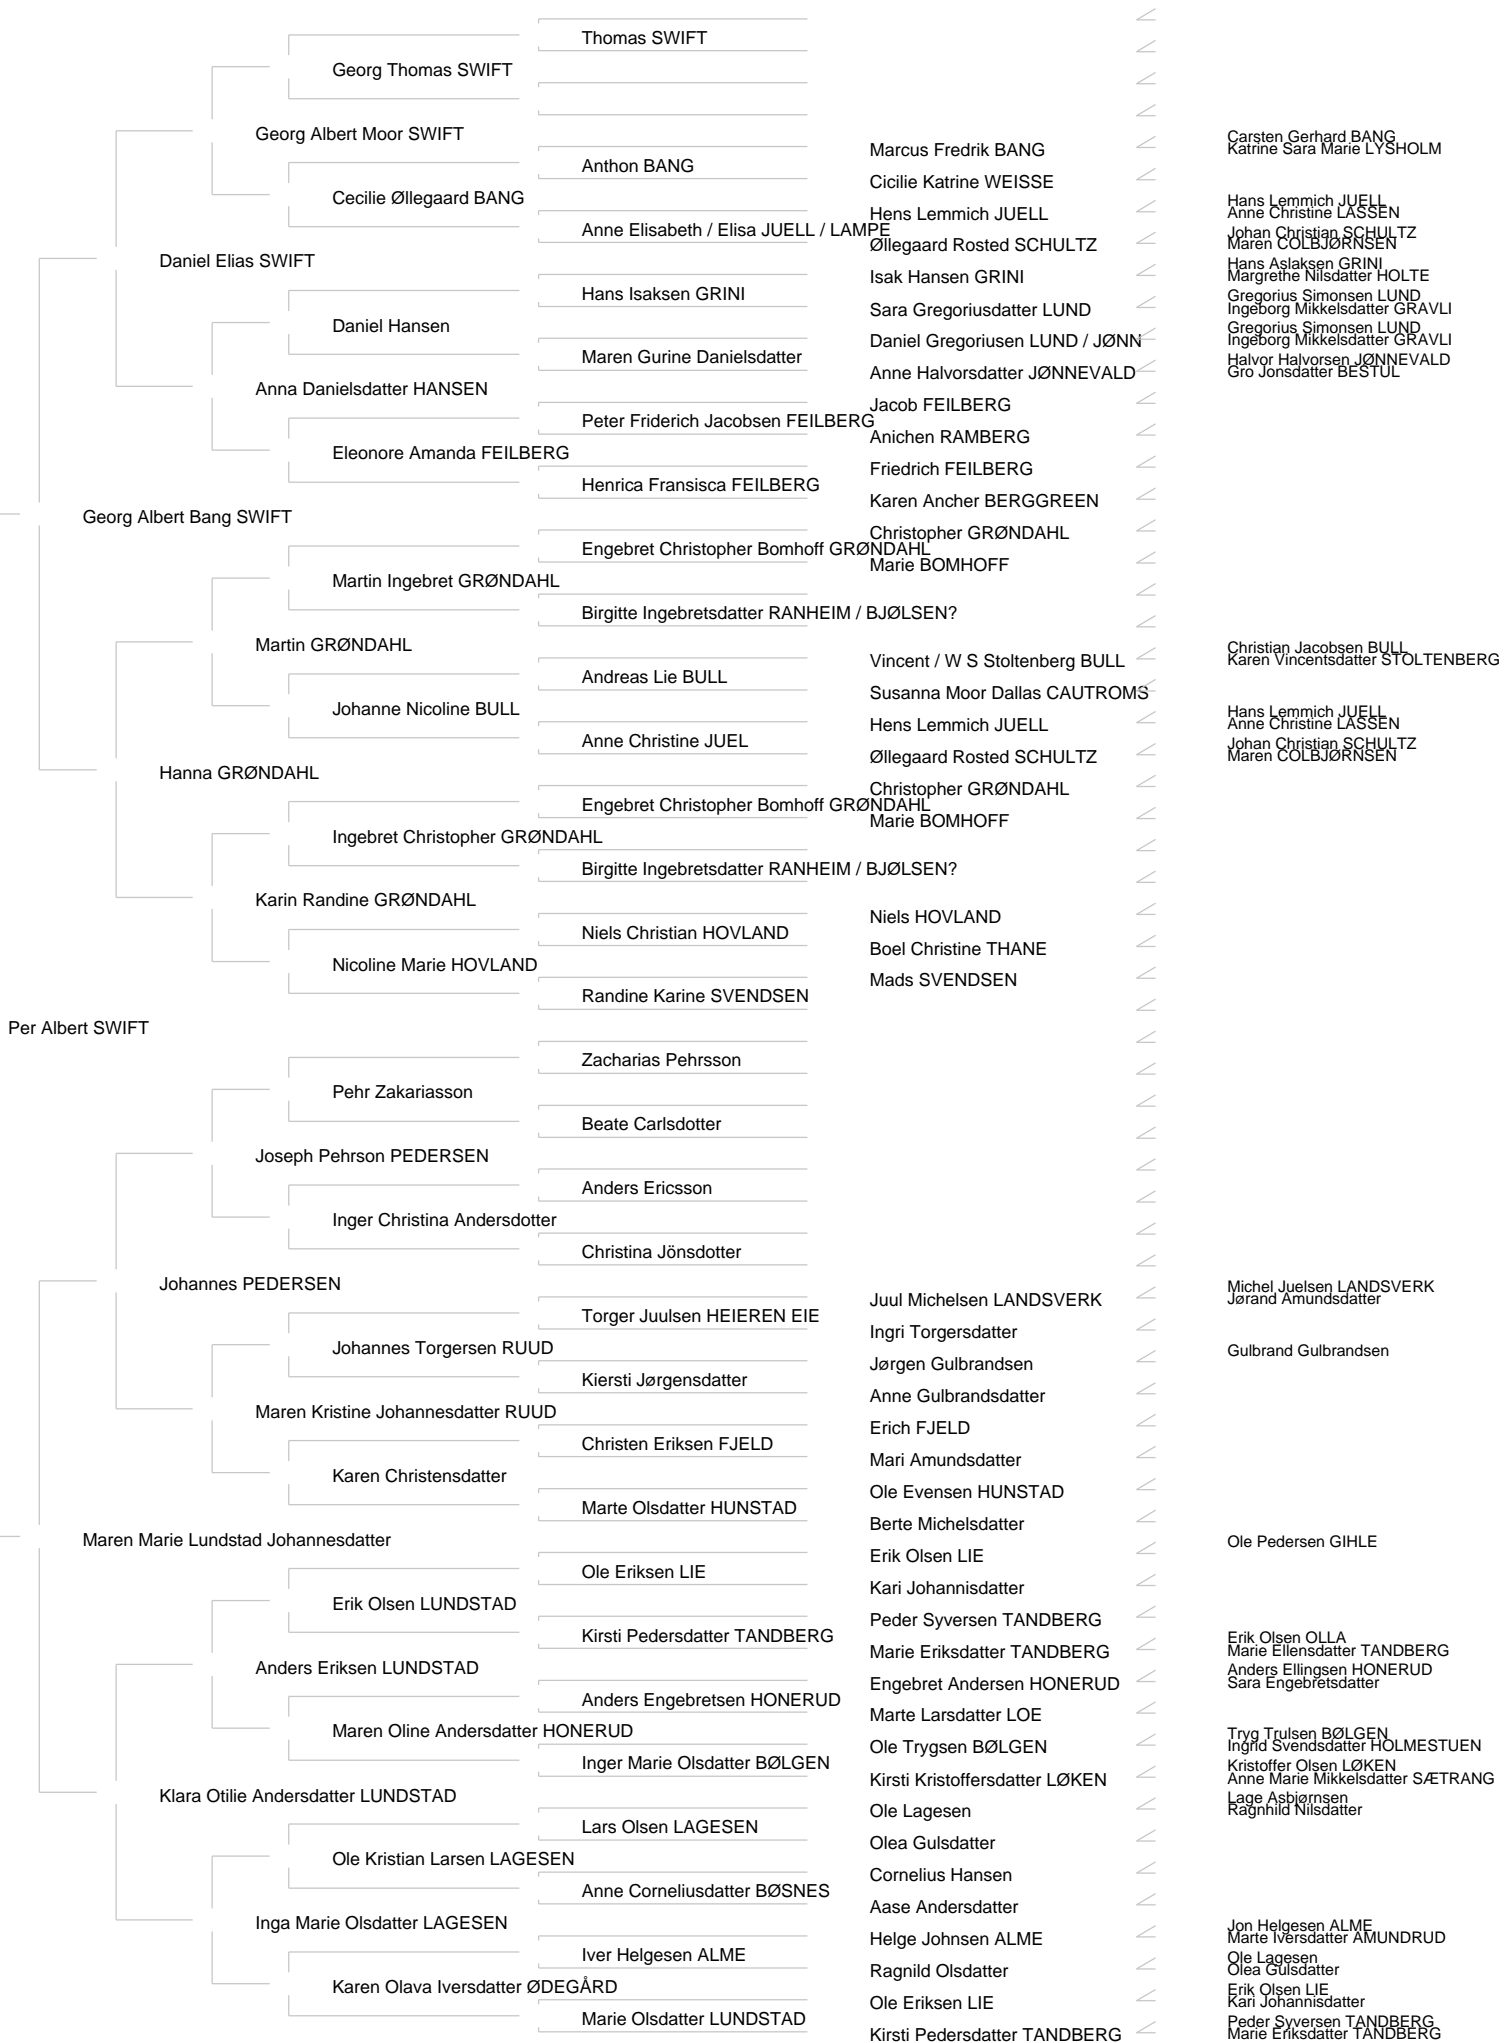 Thomas SWIFT
Georg Thomas SWIFT
Georg Albert Moor SWIFT
Carsten Gerhard BANG
Marcus Fredrik BANG
Katrine Sara Marie LYSHOLM
Anthon BANG
Cicilie Katrine WEISSE
Cecilie Øllegaard BANG
Hans Lemmich JUELL
Hens Lemmich JUELL
Anne Christine LASSEN
Anne Elisabeth / Elisa JUELL / LAMPE
Johan Christian SCHULTZ
Øllegaard Rosted SCHULTZ
Maren COLBJØRNSEN
Daniel Elias SWIFT
Hans Aslaksen GRINI
Isak Hansen GRINI
Margrethe Nilsdatter HOLTE
Hans Isaksen GRINI
Gregorius Simonsen LUND
Sara Gregoriusdatter LUND
Ingeborg Mikkelsdatter GRAVLI
Daniel Hansen
Gregorius Simonsen LUND
Daniel Gregoriusen LUND / JØNN
Ingeborg Mikkelsdatter GRAVLI
Maren Gurine Danielsdatter
Halvor Halvorsen JØNNEVALD
Anne Halvorsdatter JØNNEVALD
Gro Jonsdatter BESTUL
Anna Danielsdatter HANSEN
Jacob FEILBERG
Peter Friderich Jacobsen FEILBERG
Anichen RAMBERG
Eleonore Amanda FEILBERG
Friedrich FEILBERG
Henrica Fransisca FEILBERG
Karen Ancher BERGGREEN
Georg Albert Bang SWIFT
Christopher GRØNDAHL
Engebret Christopher Bomhoff GRØNDAHL
Marie BOMHOFF
Martin Ingebret GRØNDAHL
Birgitte Ingebretsdatter RANHEIM / BJØLSEN?
Martin GRØNDAHL
Christian Jacobsen BULL
Vincent / W S Stoltenberg BULL
Karen Vincentsdatter STOLTENBERG
Andreas Lie BULL
Susanna Moor Dallas CAUTROMS
Johanne Nicoline BULL
Hans Lemmich JUELL
Hens Lemmich JUELL
Anne Christine LASSEN
Anne Christine JUEL
Johan Christian SCHULTZ
Øllegaard Rosted SCHULTZ
Maren COLBJØRNSEN
Hanna GRØNDAHL
Christopher GRØNDAHL
Engebret Christopher Bomhoff GRØNDAHL
Marie BOMHOFF
Ingebret Christopher GRØNDAHL
Birgitte Ingebretsdatter RANHEIM / BJØLSEN?
Karin Randine GRØNDAHL
Niels HOVLAND
Niels Christian HOVLAND
Boel Christine THANE
Nicoline Marie HOVLAND
Mads SVENDSEN
Randine Karine SVENDSEN
Per Albert SWIFT
Zacharias Pehrsson
Pehr Zakariasson
Beate Carlsdotter
Joseph Pehrson PEDERSEN
Anders Ericsson
Inger Christina Andersdotter
Christina Jönsdotter
Johannes PEDERSEN
Michel Juelsen LANDSVERK
Juul Michelsen LANDSVERK
Jørand Amundsdatter
Torger Juulsen HEIEREN EIE
Ingri Torgersdatter
Johannes Torgersen RUUD
Gulbrand Gulbrandsen
Jørgen Gulbrandsen
Kiersti Jørgensdatter
Anne Gulbrandsdatter
Maren Kristine Johannesdatter RUUD
Erich FJELD
Christen Eriksen FJELD
Mari Amundsdatter
Karen Christensdatter
Ole Evensen HUNSTAD
Marte Olsdatter HUNSTAD
Berte Michelsdatter
Maren Marie Lundstad Johannesdatter
Ole Pedersen GIHLE
Erik Olsen LIE
Ole Eriksen LIE
Kari Johannisdatter
Erik Olsen LUNDSTAD
Peder Syversen TANDBERG
Kirsti Pedersdatter TANDBERG
Erik Olsen OLLA
Marie Eriksdatter TANDBERG
Marie Ellensdatter TANDBERG
Anders Eriksen LUNDSTAD
Anders Ellingsen HONERUD
Engebret Andersen HONERUD
Sara Engebretsdatter
Anders Engebretsen HONERUD
Marte Larsdatter LOE
Maren Oline Andersdatter HONERUD
Tryg Trulsen BØLGEN
Ole Trygsen BØLGEN
Ingrid Svendsdatter HOLMESTUEN
Inger Marie Olsdatter BØLGEN
Kristoffer Olsen LØKEN
Kirsti Kristoffersdatter LØKEN
Anne Marie Mikkelsdatter SÆTRANG
Klara Otilie Andersdatter LUNDSTAD
Lage Asbjørnsen
Ole Lagesen
Ragnhild Nilsdatter
Lars Olsen LAGESEN
Olea Gulsdatter
Ole Kristian Larsen LAGESEN
Cornelius Hansen
Anne Corneliusdatter BØSNES
Aase Andersdatter
Inga Marie Olsdatter LAGESEN
Jon Helgesen ALME
Helge Johnsen ALME
Marte Iversdatter AMUNDRUD
Iver Helgesen ALME
Ole Lagesen
Ragnild Olsdatter
Olea Gulsdatter
Karen Olava Iversdatter ØDEGÅRD
Erik Olsen LIE
Ole Eriksen LIE
Kari Johannisdatter
Marie Olsdatter LUNDSTAD
Peder Syversen TANDBERG
Kirsti Pedersdatter TANDBERG
Marie Eriksdatter TANDBERG